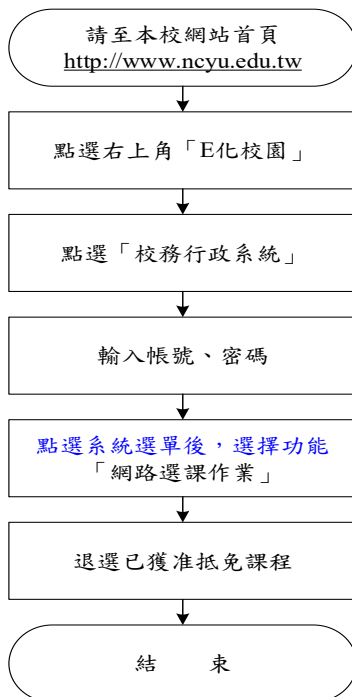 請至本校網站首頁
http://www.ncyu.edu.tw
點選右上角「E化校園」
點選「校務行政系統」
輸入帳號、密碼
點選系統選單後，選擇功能
「網路選課作業」
退選已獲准抵免課程
結　　束